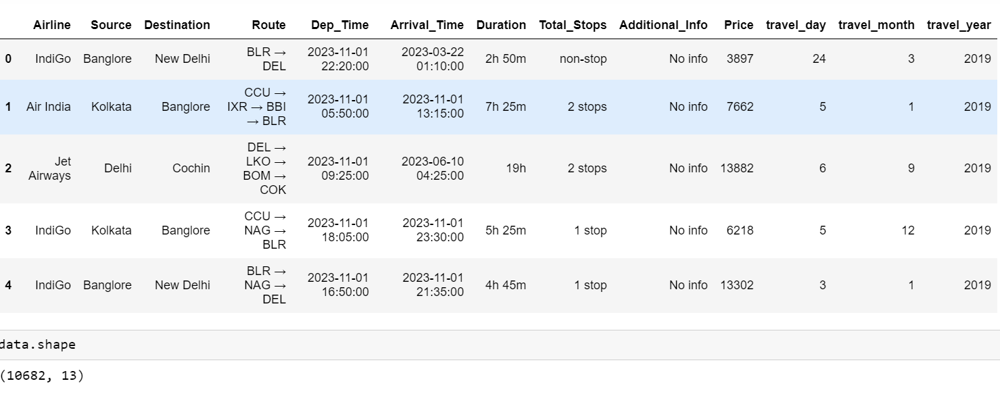 Airline Source Destination Route Dep_Time Arrival_Time Duration Total_Stops Additional_Info Price travel_day travel_month travel_year
0 IndiGo Banglore New Delhi BLR → DEL 2023-11-01 22:20:00 2023-03-22 01:10:00 2h 50m non-stop No info 3897 24 3 2019
1 Air India Kolkata Banglore CCU → IXR → BBI → BLR 2023-11-01 05:50:00 2023-11-01 13:15:00 7h 25m 2 stops No info 7662 5 1 2019
2 Jet Airways Delhi Cochin DEL → LKO → BOM → COK 2023-11-01 09:25:00 2023-06-10 04:25:00 19h 2 stops No info 13882 6 9 2019
3 IndiGo Kolkata Banglore CCU → NAG → BLR 2023-11-01 18:05:00 2023-11-01 23:30:00 5h 25m 1 stop No info 6218 5 12 2019
4 IndiGo Banglore New Delhi BLR → NAG → DEL 2023-11-01 16:50:00 2023-11-01 21:35:00 4h 45m 1 stop No info 13302 3 1 2019
data.shape
(10682, 13)